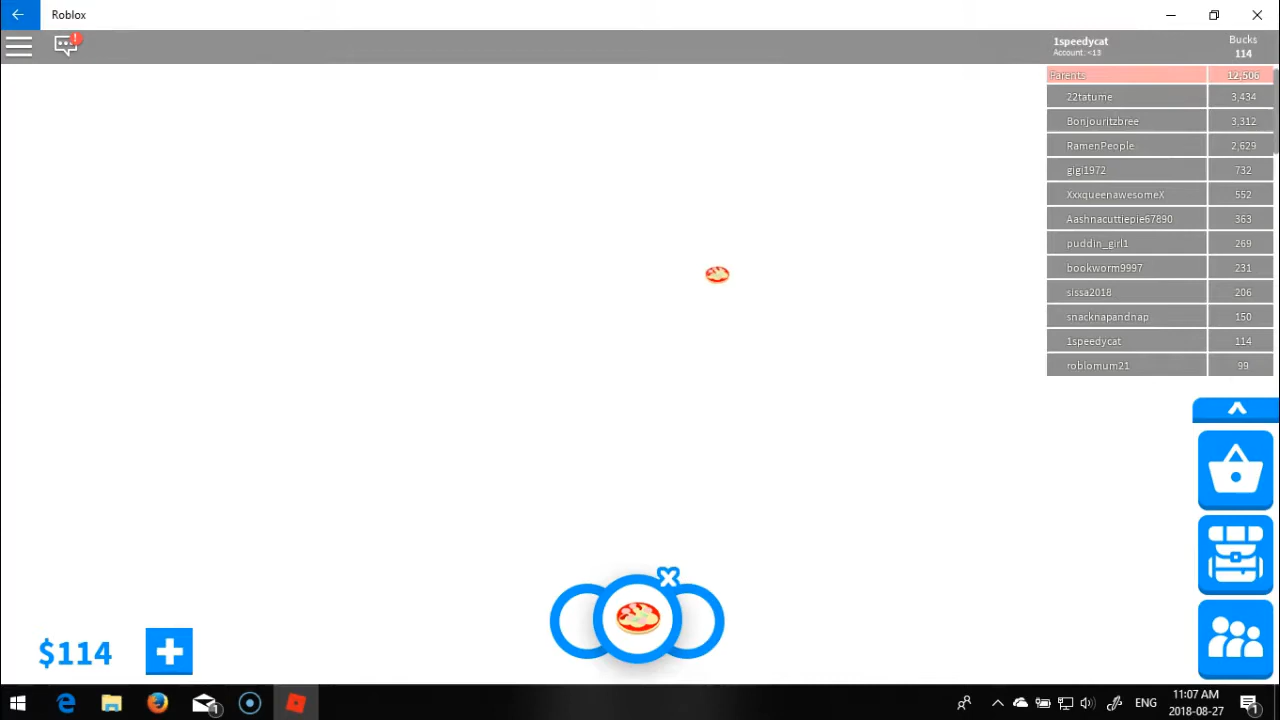 Roblox
1speedycat
Account: <13
Bucks
114
Parents 12,506
22tatume 3,434
Bonjouritzbree 3,312
RamenPeople 2,629
gigi1972 732
XxxqueenawesomeX 552
Aashnacuttiepie67890 363
puddin_girl1 269
bookworm9997 231
sissa2018 206
snacknapandnap 150
1speedycat 114
roblomum21 99
$114
ENG
11:07 AM
2018-08-27
1
1